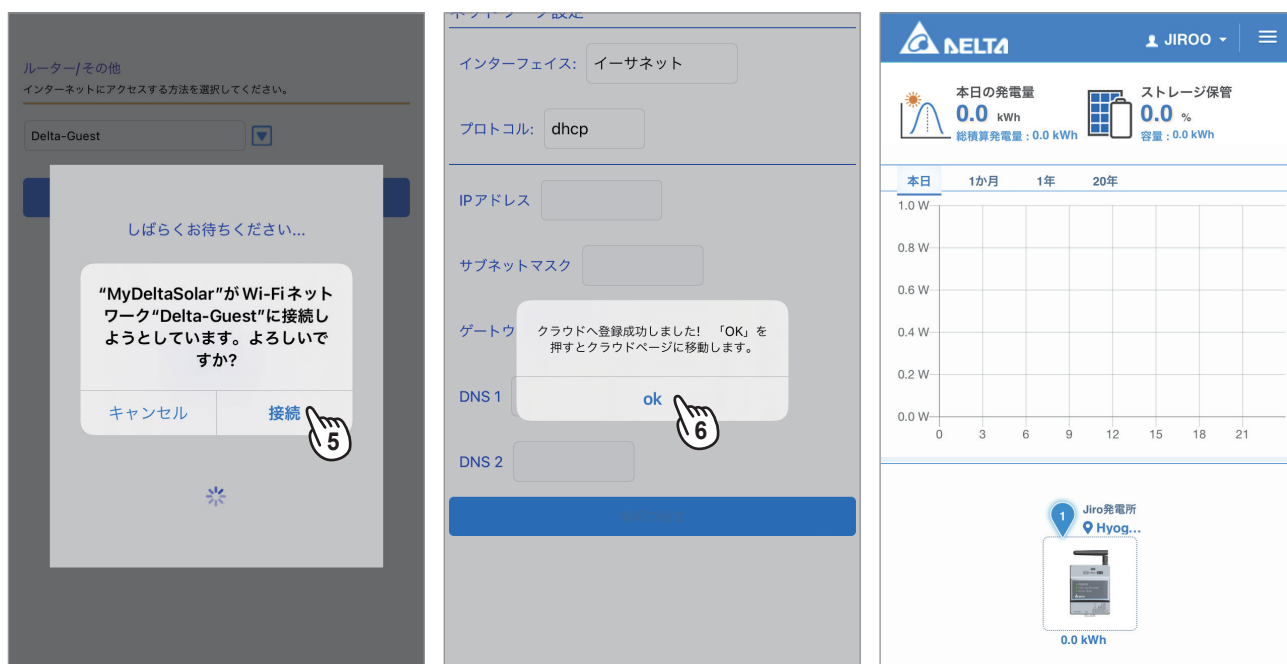 ルーター/その他
インターネットにアクセスする方法を選択してください。
Delta-Guest
しばらくお待ちください...
“MyDeltaSolar”がWi-Fiネット
ワーク“Delta-Guest”に接続し
ようとしています。よろしいで
すか?
キャンセル 接続
5
ネットワーク設定
インターフェイス: イーサネット
プロトコル: dhcp
IPアドレス
サブネットマスク
ゲートウ
クラウドへ登録成功しました! 「OK」を
押すとクラウドページに移動します。
DNS 1
ok
6
DNS 2
DELTA
JIROO
本日の発電量
0.0 kWh
総積算発電量 : 0.0 kWh
ストレージ保管
0.0 %
容量 : 0.0 kWh
本日 1か月 1年 20年
1.0 W
0.8 W
0.6 W
0.4 W
0.2 W
0.0 W
0 3 6 9 12 15 18 21
1
Jiro発電所
Hyog...
0.0 kWh